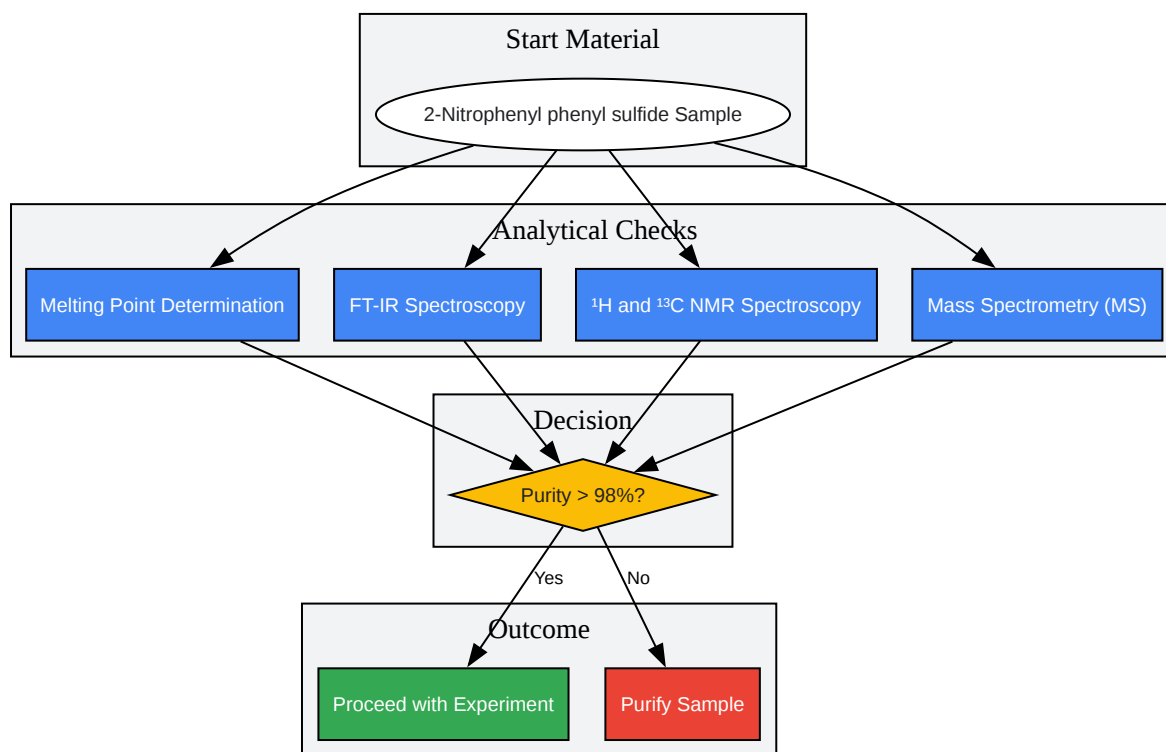 Start Material
2-Nitrophenyl phenyl sulfide Sample
Analytical Checks
Melting Point Determination
FT-IR Spectroscopy
¹H and ¹³C NMR Spectroscopy
Mass Spectrometry (MS)
Decision
Purity > 98%?
Yes
No
Outcome
Proceed with Experiment
Purify Sample